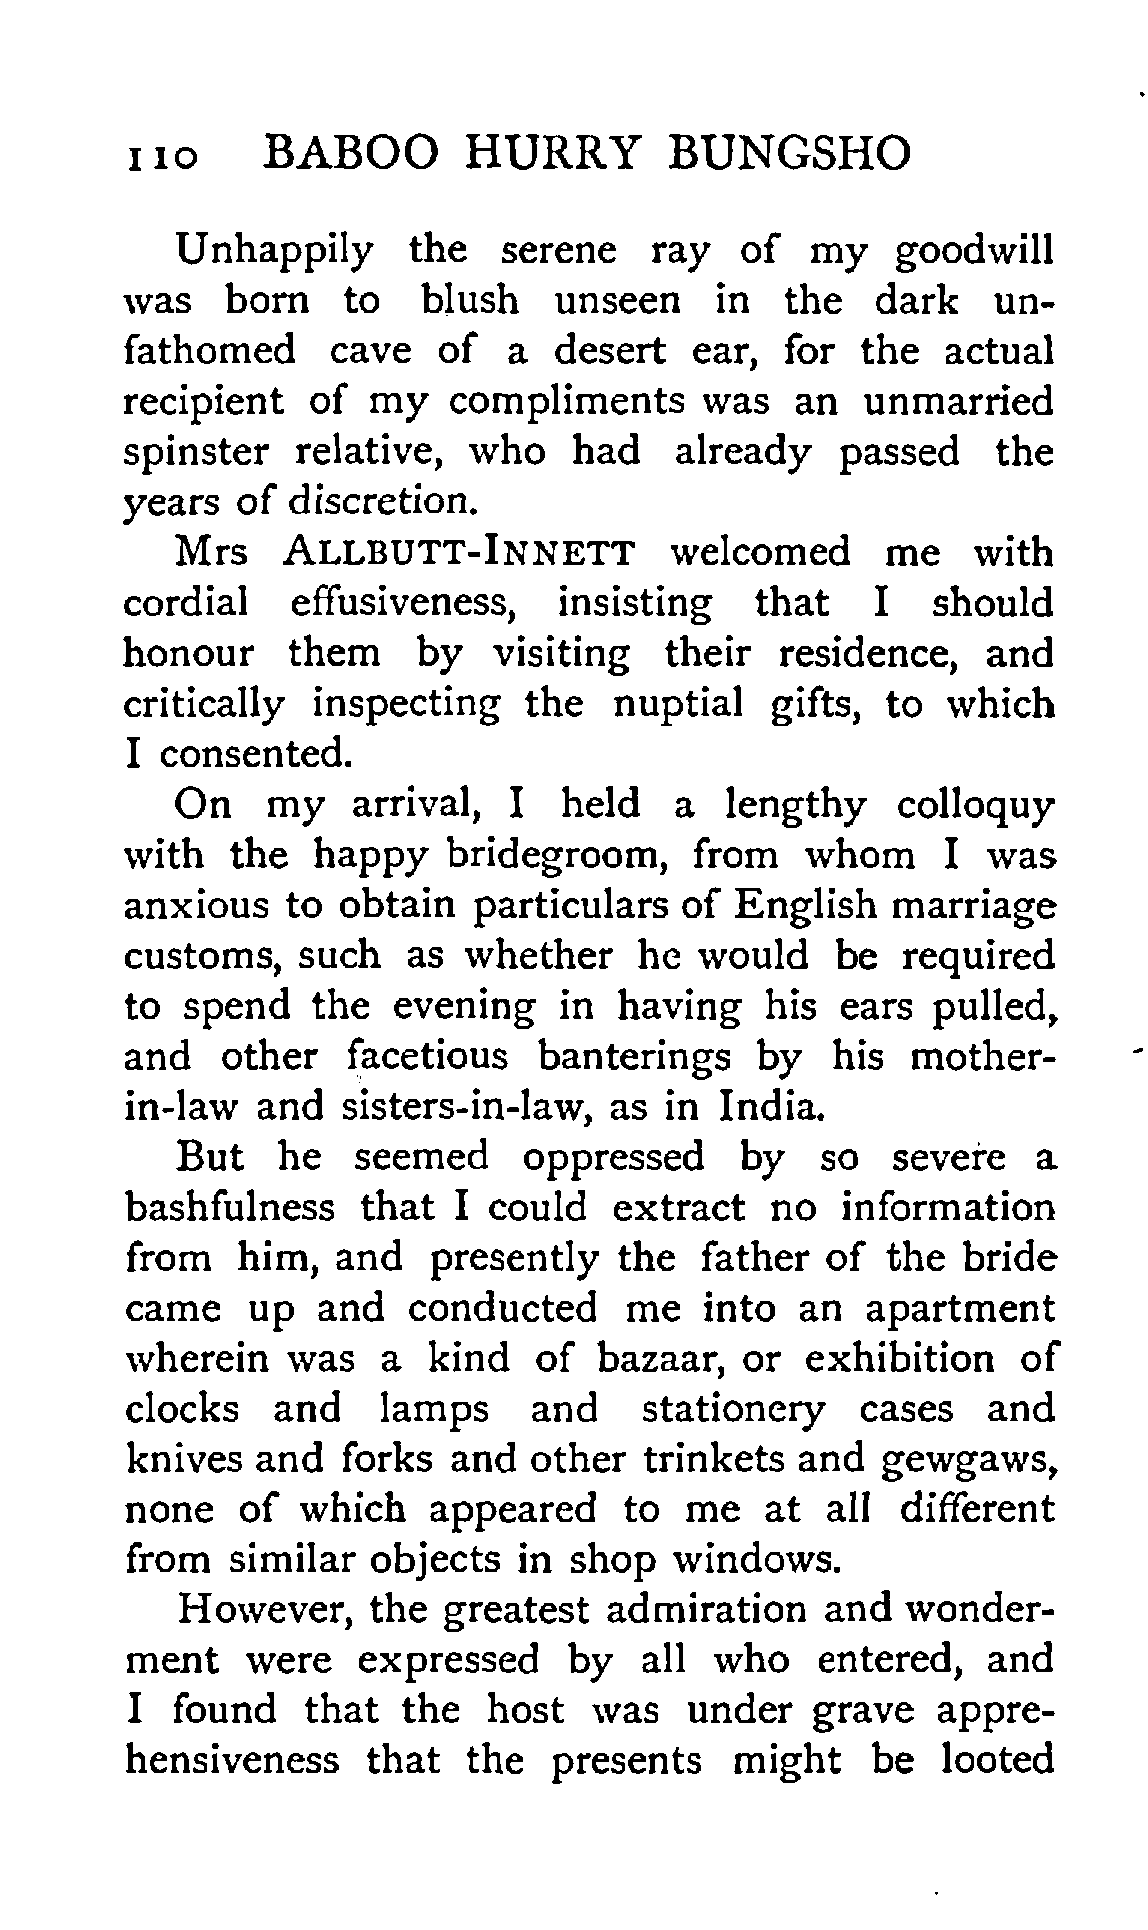 110 BABOO HURRY BUNGSHO
Unhappily the serene ray of my goodwill
was born to blush unseen in the dark un-
fathomed cave of a desert ear, for the actual
recipient of my compliments was an unmarried
spinster relative, who had already passed the
years of discretion.
Mrs ALLBUTT-INNETT welcomed me with
cordial effusiveness, insisting that I should
honour them by visiting their residence, and
critically inspecting the nuptial gifts, to which
I consented.
On my arrival, I held a lengthy colloquy
with the happy bridegroom, from whom I was
anxious to obtain particulars of English marriage
customs, such as whether he would be required
to spend the evening in having his ears pulled,
and other facetious banterings by his mother-
in-law and sisters-in-law, as in India.
But he seemed oppressed by so severe a
bashfulness that I could extract no information
from him, and presently the father of the bride
came up and conducted me into an apartment
wherein was a kind of bazaar, or exhibition of
clocks and lamps and stationery cases and
knives and forks and other trinkets and gewgaws,
none of which appeared to me at all different
from similar objects in shop windows.
However, the greatest admiration and wonder-
ment were expressed by all who entered, and
I found that the host was under grave appre-
hensiveness that the presents might be looted